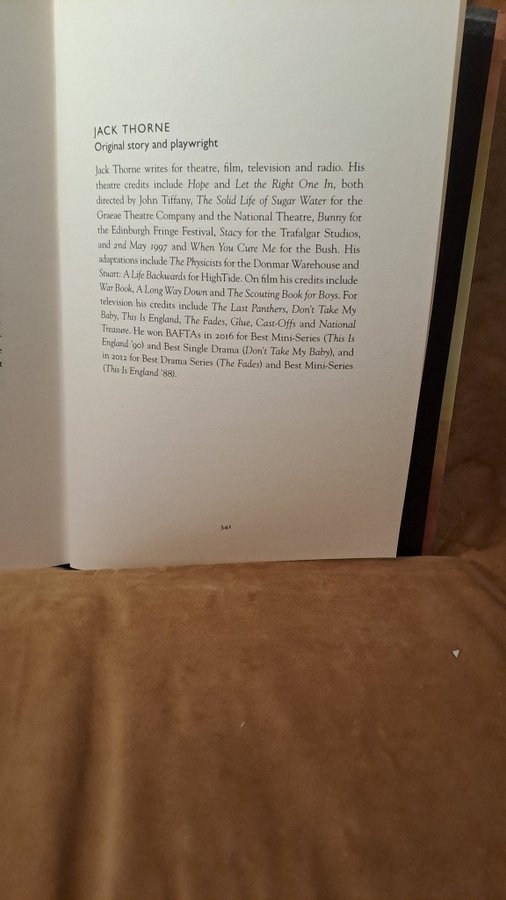 JACK THORNE
Original story and playwright
Jack Thorne writes for theatre, film, television and radio. His
theatre credits include Hope and Let the Right One In, both
directed by John Tiffany, The Solid Life of Sugar Water for the
Graeae Theatre Company and the National Theatre, Bunny for
the Edinburgh Fringe Festival, Stacy for the Trafalgar Studios,
and 2nd May 1997 and When You Cure Me for the Bush. His
adaptations include The Physicists for the Donmar Warehouse and
Stuart: A Life Backwards for HighTide. On film his credits include
War Book, A Long Way Down and The Scouting Book for Boys. For
television his credits include The Last Panthers, Don't Take My
Baby, This Is England, The Fades, Glue, Cast-Offs and National
Treasure. He won BAFTAs in 2016 for Best Mini-Series (This Is
England '90) and Best Single Drama (Don't Take My Baby), and
in 2012 for Best Drama Series (The Fades) and Best Mini-Series
(This Is England '88).
341